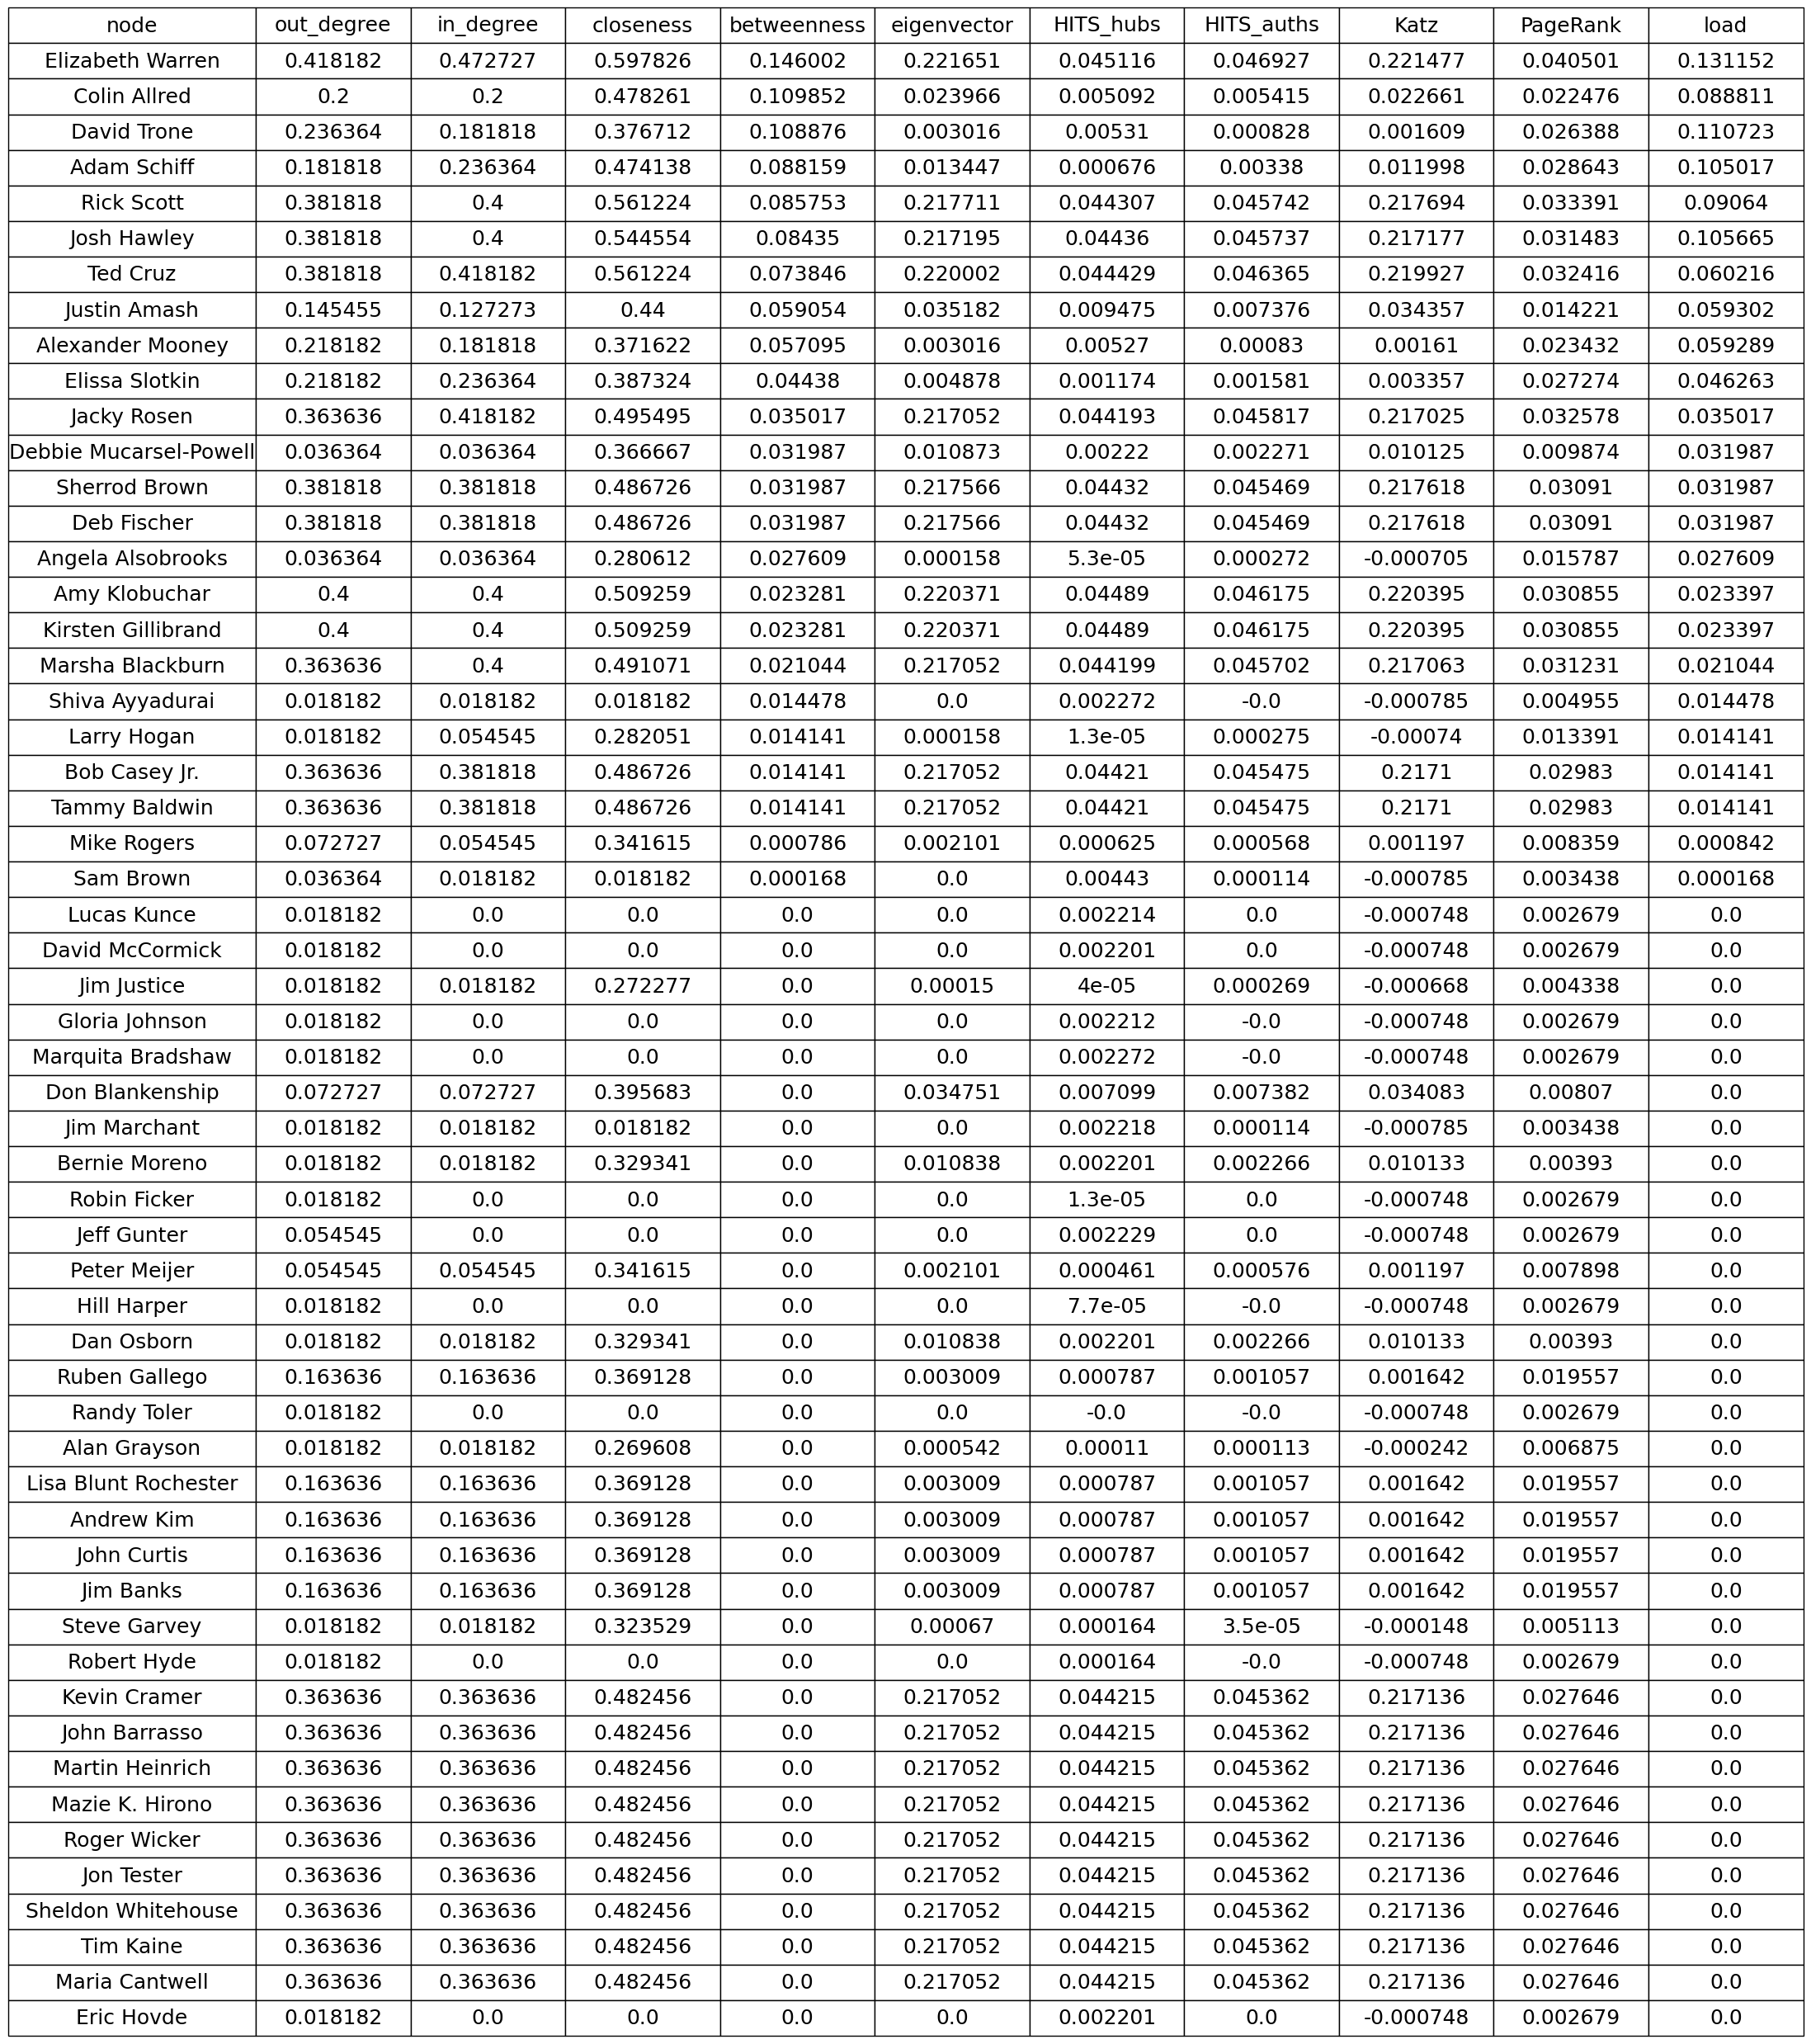 node out_degree in_degree closeness betweenness eigenvector HITS_hubs HITS_auths Katz PageRank load
Elizabeth Warren 0.418182 0.472727 0.597826 0.146002 0.221651 0.045116 0.046927 0.221477 0.040501 0.131152
Colin Allred 0.2 0.2 0.478261 0.109852 0.023966 0.005092 0.005415 0.022661 0.022476 0.088811
David Trone 0.236364 0.181818 0.376712 0.108876 0.003016 0.00531 0.000828 0.001609 0.026388 0.110723
Adam Schiff 0.181818 0.236364 0.474138 0.088159 0.013447 0.000676 0.00338 0.011998 0.028643 0.105017
Rick Scott 0.381818 0.4 0.561224 0.085753 0.217711 0.044307 0.045742 0.217694 0.033391 0.09064
Josh Hawley 0.381818 0.4 0.544554 0.08435 0.217195 0.04436 0.045737 0.217177 0.031483 0.105665
Ted Cruz 0.381818 0.418182 0.561224 0.073846 0.220002 0.044429 0.046365 0.219927 0.032416 0.060216
Justin Amash 0.145455 0.127273 0.44 0.059054 0.035182 0.009475 0.007376 0.034357 0.014221 0.059302
Alexander Mooney 0.218182 0.181818 0.371622 0.057095 0.003016 0.00527 0.00083 0.00161 0.023432 0.059289
Elissa Slotkin 0.218182 0.236364 0.387324 0.04438 0.004878 0.001174 0.001581 0.003357 0.027274 0.046263
Jacky Rosen 0.363636 0.418182 0.495495 0.035017 0.217052 0.044193 0.045817 0.217025 0.032578 0.035017
Debbie Mucarsel-Powell 0.036364 0.036364 0.366667 0.031987 0.010873 0.00222 0.002271 0.010125 0.009874 0.031987
Sherrod Brown 0.381818 0.381818 0.486726 0.031987 0.217566 0.04432 0.045469 0.217618 0.03091 0.031987
Deb Fischer 0.381818 0.381818 0.486726 0.031987 0.217566 0.04432 0.045469 0.217618 0.03091 0.031987
Angela Alsobrooks 0.036364 0.036364 0.280612 0.027609 0.000158 5.3e-05 0.000272 -0.000705 0.015787 0.027609
Amy Klobuchar 0.4 0.4 0.509259 0.023281 0.220371 0.04489 0.046175 0.220395 0.030855 0.023397
Kirsten Gillibrand 0.4 0.4 0.509259 0.023281 0.220371 0.04489 0.046175 0.220395 0.030855 0.023397
Marsha Blackburn 0.363636 0.4 0.491071 0.021044 0.217052 0.044199 0.045702 0.217063 0.031231 0.021044
Shiva Ayyadurai 0.018182 0.018182 0.018182 0.014478 0.0 0.002272 -0.0 -0.000785 0.004955 0.014478
Larry Hogan 0.018182 0.054545 0.282051 0.014141 0.000158 1.3e-05 0.000275 -0.00074 0.013391 0.014141
Bob Casey Jr. 0.363636 0.381818 0.486726 0.014141 0.217052 0.04421 0.045475 0.2171 0.02983 0.014141
Tammy Baldwin 0.363636 0.381818 0.486726 0.014141 0.217052 0.04421 0.045475 0.2171 0.02983 0.014141
Mike Rogers 0.072727 0.054545 0.341615 0.000786 0.002101 0.000625 0.000568 0.001197 0.008359 0.000842
Sam Brown 0.036364 0.018182 0.018182 0.000168 0.0 0.00443 0.000114 -0.000785 0.003438 0.000168
Lucas Kunce 0.018182 0.0 0.0 0.0 0.0 0.002214 0.0 -0.000748 0.002679 0.0
David McCormick 0.018182 0.0 0.0 0.0 0.0 0.002201 0.0 -0.000748 0.002679 0.0
Jim Justice 0.018182 0.018182 0.272277 0.0 0.00015 4e-05 0.000269 -0.000668 0.004338 0.0
Gloria Johnson 0.018182 0.0 0.0 0.0 0.0 0.002212 -0.0 -0.000748 0.002679 0.0
Marquita Bradshaw 0.018182 0.0 0.0 0.0 0.0 0.002272 -0.0 -0.000748 0.002679 0.0
Don Blankenship 0.072727 0.072727 0.395683 0.0 0.034751 0.007099 0.007382 0.034083 0.00807 0.0
Jim Marchant 0.018182 0.018182 0.018182 0.0 0.0 0.002218 0.000114 -0.000785 0.003438 0.0
Bernie Moreno 0.018182 0.018182 0.329341 0.0 0.010838 0.002201 0.002266 0.010133 0.00393 0.0
Robin Ficker 0.018182 0.0 0.0 0.0 0.0 1.3e-05 0.0 -0.000748 0.002679 0.0
Jeff Gunter 0.054545 0.0 0.0 0.0 0.0 0.002229 0.0 -0.000748 0.002679 0.0
Peter Meijer 0.054545 0.054545 0.341615 0.0 0.002101 0.000461 0.000576 0.001197 0.007898 0.0
Hill Harper 0.018182 0.0 0.0 0.0 0.0 7.7e-05 -0.0 -0.000748 0.002679 0.0
Dan Osborn 0.018182 0.018182 0.329341 0.0 0.010838 0.002201 0.002266 0.010133 0.00393 0.0
Ruben Gallego 0.163636 0.163636 0.369128 0.0 0.003009 0.000787 0.001057 0.001642 0.019557 0.0
Randy Toler 0.018182 0.0 0.0 0.0 0.0 -0.0 -0.0 -0.000748 0.002679 0.0
Alan Grayson 0.018182 0.018182 0.269608 0.0 0.000542 0.00011 0.000113 -0.000242 0.006875 0.0
Lisa Blunt Rochester 0.163636 0.163636 0.369128 0.0 0.003009 0.000787 0.001057 0.001642 0.019557 0.0
Andrew Kim 0.163636 0.163636 0.369128 0.0 0.003009 0.000787 0.001057 0.001642 0.019557 0.0
John Curtis 0.163636 0.163636 0.369128 0.0 0.003009 0.000787 0.001057 0.001642 0.019557 0.0
Jim Banks 0.163636 0.163636 0.369128 0.0 0.003009 0.000787 0.001057 0.001642 0.019557 0.0
Steve Garvey 0.018182 0.018182 0.323529 0.0 0.00067 0.000164 3.5e-05 -0.000148 0.005113 0.0
Robert Hyde 0.018182 0.0 0.0 0.0 0.0 0.000164 -0.0 -0.000748 0.002679 0.0
Kevin Cramer 0.363636 0.363636 0.482456 0.0 0.217052 0.044215 0.045362 0.217136 0.027646 0.0
John Barrasso 0.363636 0.363636 0.482456 0.0 0.217052 0.044215 0.045362 0.217136 0.027646 0.0
Martin Heinrich 0.363636 0.363636 0.482456 0.0 0.217052 0.044215 0.045362 0.217136 0.027646 0.0
Mazie K. Hirono 0.363636 0.363636 0.482456 0.0 0.217052 0.044215 0.045362 0.217136 0.027646 0.0
Roger Wicker 0.363636 0.363636 0.482456 0.0 0.217052 0.044215 0.045362 0.217136 0.027646 0.0
Jon Tester 0.363636 0.363636 0.482456 0.0 0.217052 0.044215 0.045362 0.217136 0.027646 0.0
Sheldon Whitehouse 0.363636 0.363636 0.482456 0.0 0.217052 0.044215 0.045362 0.217136 0.027646 0.0
Tim Kaine 0.363636 0.363636 0.482456 0.0 0.217052 0.044215 0.045362 0.217136 0.027646 0.0
Maria Cantwell 0.363636 0.363636 0.482456 0.0 0.217052 0.044215 0.045362 0.217136 0.027646 0.0
Eric Hovde 0.018182 0.0 0.0 0.0 0.0 0.002201 0.0 -0.000748 0.002679 0.0